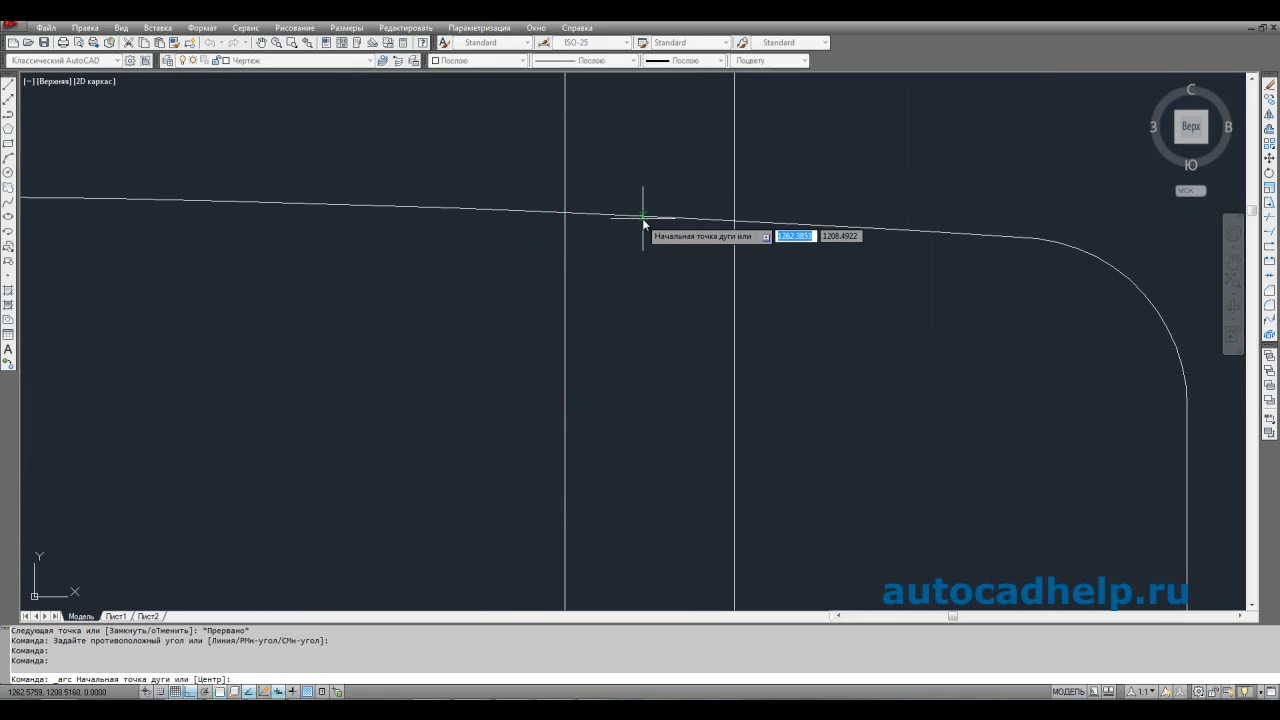 Файл Правка Вид Вставка Формат Сервис Рисование Размеры Редактировать Параметризация Окно Справка
Standard ISO-25 Standard Standard
Классический AutoCAD Чертеж Послою Послою Послою Поцвету
[−][Верхняя][2D каркас]
С
З Верх В
Ю
МСК
Начальная точка дуги или 1262.3853 1208.4922
Y
X
autocadhelp.ru
Модель Лист1 Лист2
Следующая точка или [Замкнуть/оТменить]: *Прервано*
Команда: Задайте противоположный угол или [Линия/РМн-угол/СМн-угол]:
Команда:
Команда:
Команда: _arc Начальная точка дуги или [Центр]:
1262.5759, 1208.5160, 0.0000 МОДЕЛЬ 1:1